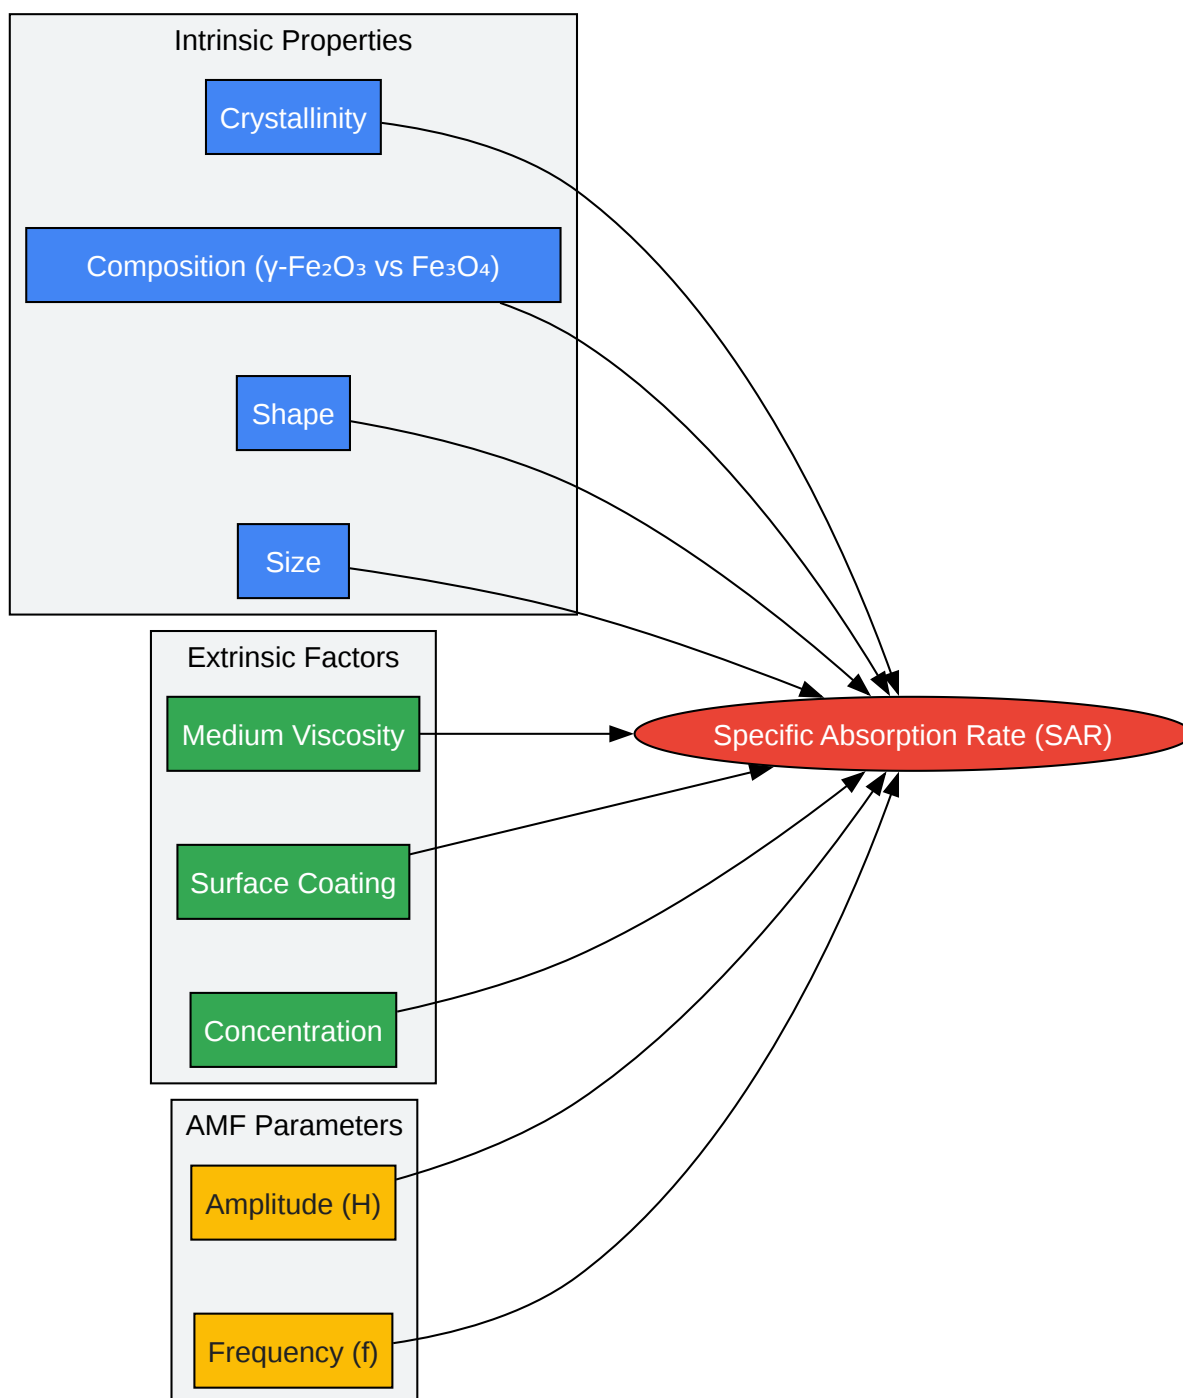 Intrinsic Properties
Crystallinity
Composition (γ-Fe₂O₃ vs Fe₃O₄)
Shape
Size
Extrinsic Factors
Medium Viscosity
Specific Absorption Rate (SAR)
Surface Coating
Concentration
AMF Parameters
Amplitude (H)
Frequency (f)